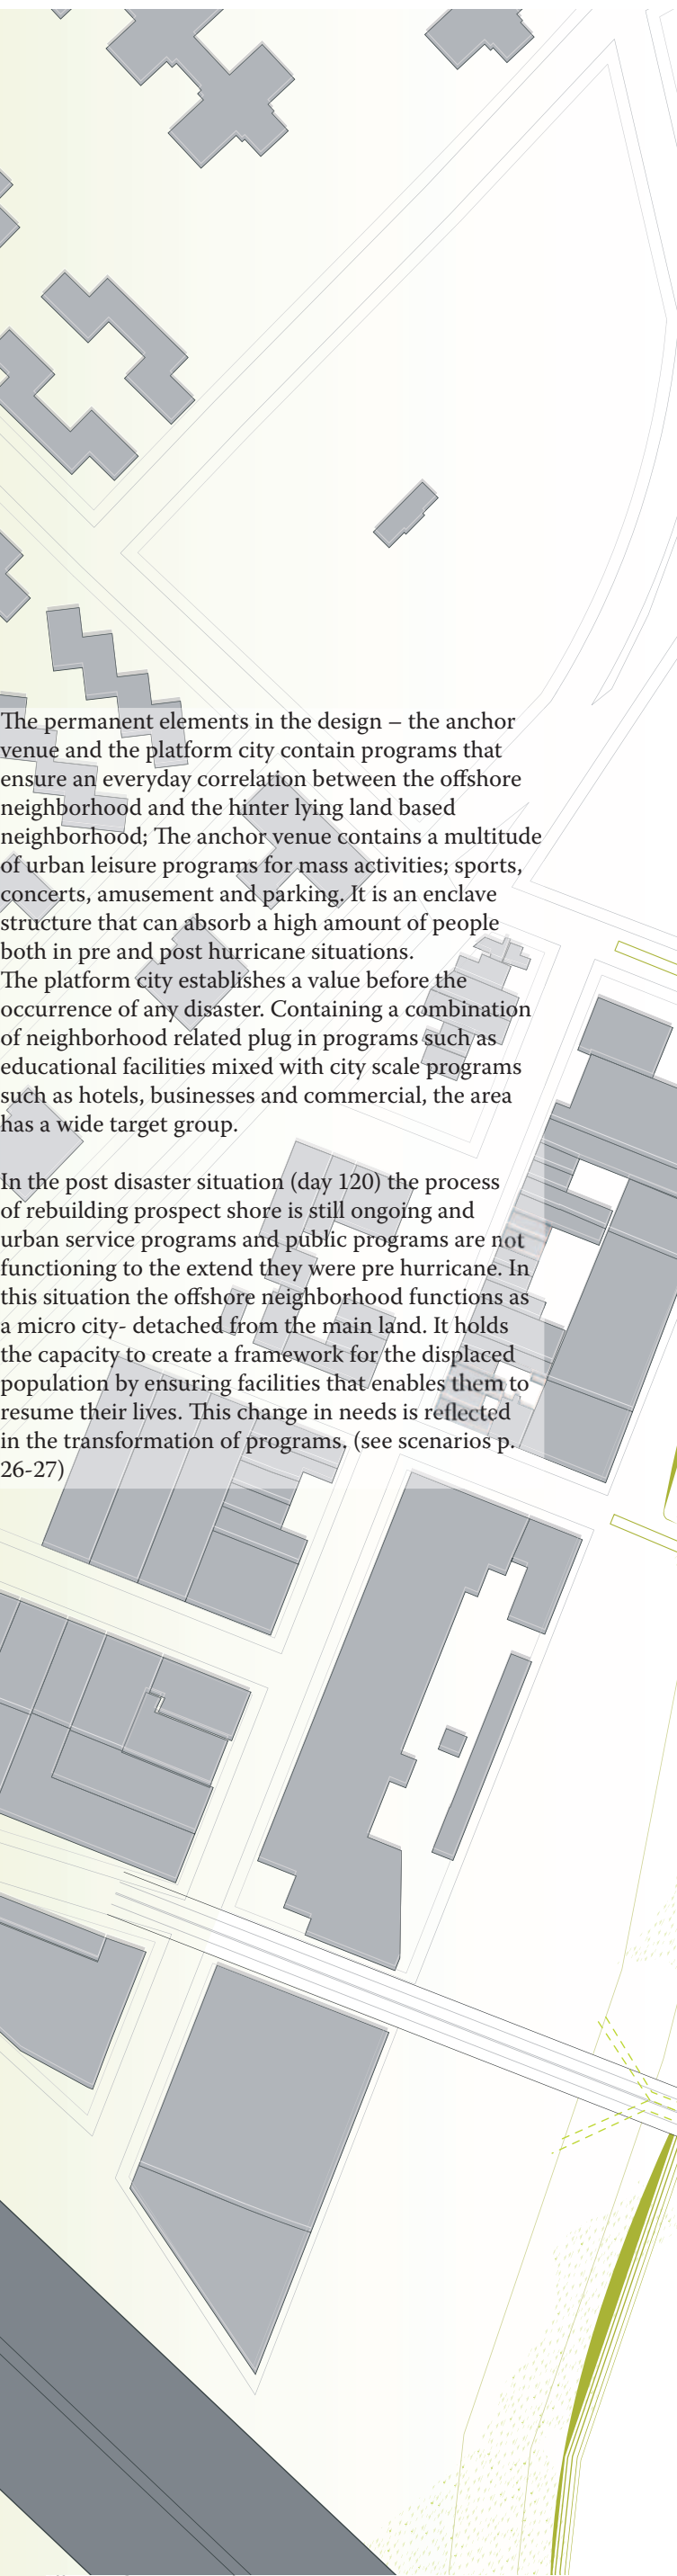 The permanent elements in the design – the anchor
venue and the platform city contain programs that
ensure an everyday correlation between the offshore
neighborhood and the hinter lying land based
neighborhood; The anchor venue contains a multitude
of urban leisure programs for mass activities; sports,
concerts, amusement and parking. It is an enclave
structure that can absorb a high amount of people
both in pre and post hurricane situations.
The platform city establishes a value before the
occurrence of any disaster. Containing a combination
of neighborhood related plug in programs such as
educational facilities mixed with city scale programs
such as hotels, businesses and commercial, the area
has a wide target group.

In the post disaster situation (day 120) the process
of rebuilding prospect shore is still ongoing and
urban service programs and public programs are not
functioning to the extend they were pre hurricane. In
this situation the offshore neighborhood functions as
a micro city- detached from the main land. It holds
the capacity to create a framework for the displaced
population by ensuring facilities that enables them to
resume their lives. This change in needs is reflected
in the transformation of programs. (see scenarios p.
26-27)